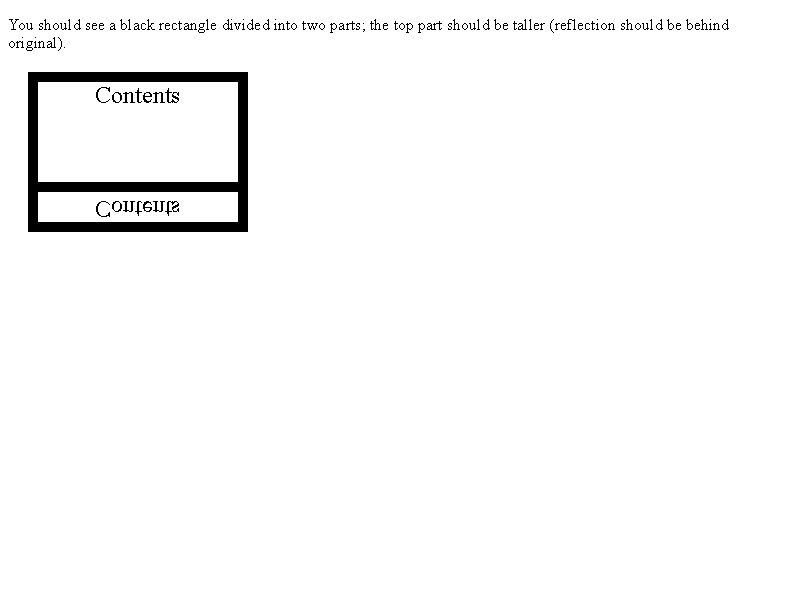 You should see a black rectangle divided into two parts; the top part should be taller (reflection should be behind
original).
Contents
Contents